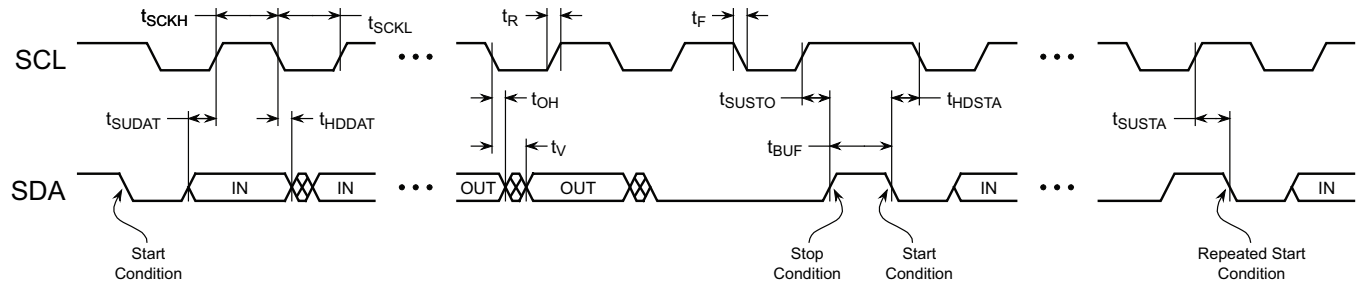 tSCKH
tSCKL
tR
tF
SCL
• • •
• • •
tOH
tSUSTO
tHDSTA
tSUDAT
tHDDAT
tSUSTA
tV
tBUF
SDA
IN
IN
• • •
OUT
OUT
IN
• • •
IN
Start
Condition
Stop
Condition
Start
Condition
Repeated Start
Condition